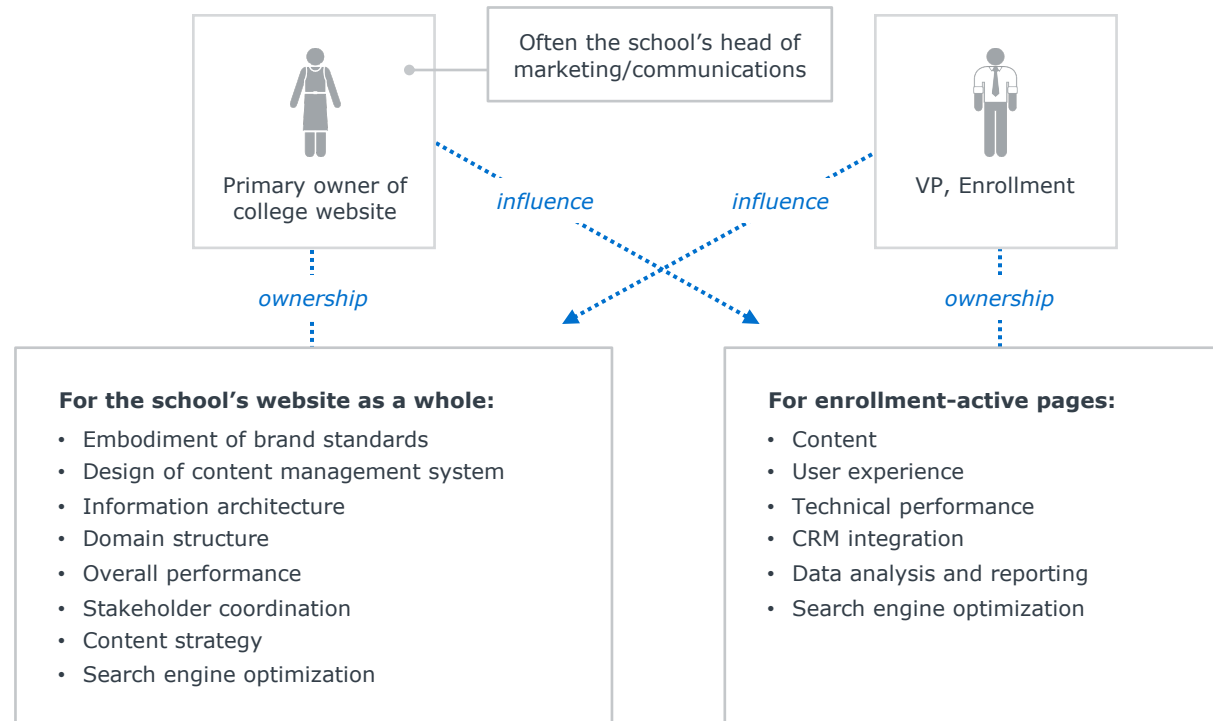 Often the school’s head of
marketing/communications
Primary owner of
college website
VP, Enrollment
influence
influence
ownership
ownership
For the school’s website as a whole:
• Embodiment of brand standards
• Design of content management system
• Information architecture
• Domain structure
• Overall performance
• Stakeholder coordination
• Content strategy
• Search engine optimization
For enrollment-active pages:
• Content
• User experience
• Technical performance
• CRM integration
• Data analysis and reporting
• Search engine optimization